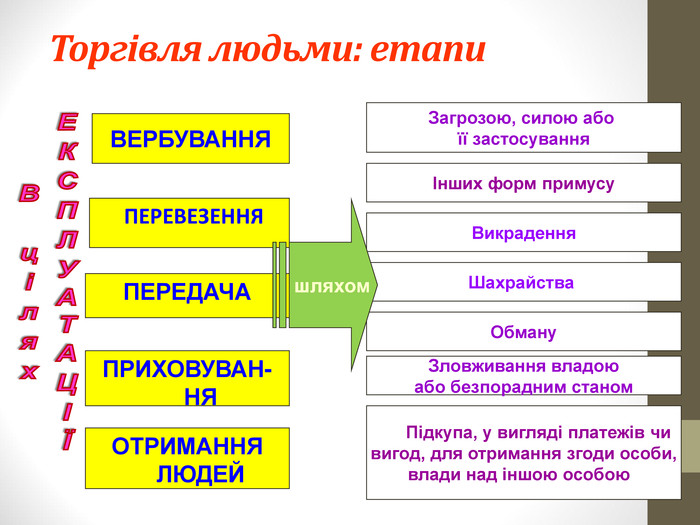 Торгівля людьми: етапи
В цілях
ЕКСПЛУАТАЦІЇ
ВЕРБУВАННЯ
ПЕРЕВЕЗЕННЯ
ПЕРЕДАЧА
ПРИХОВУВАН-
НЯ
ОТРИМАННЯ
ЛЮДЕЙ
шляхом
Загрозою, силою або
її застосування
Інших форм примусу
Викрадення
Шахрайства
Обману
Зловживання владою
або безпорадним станом
Підкупа, у вигляді платежів чи
вигод, для отримання згоди особи,
влади над іншою особою